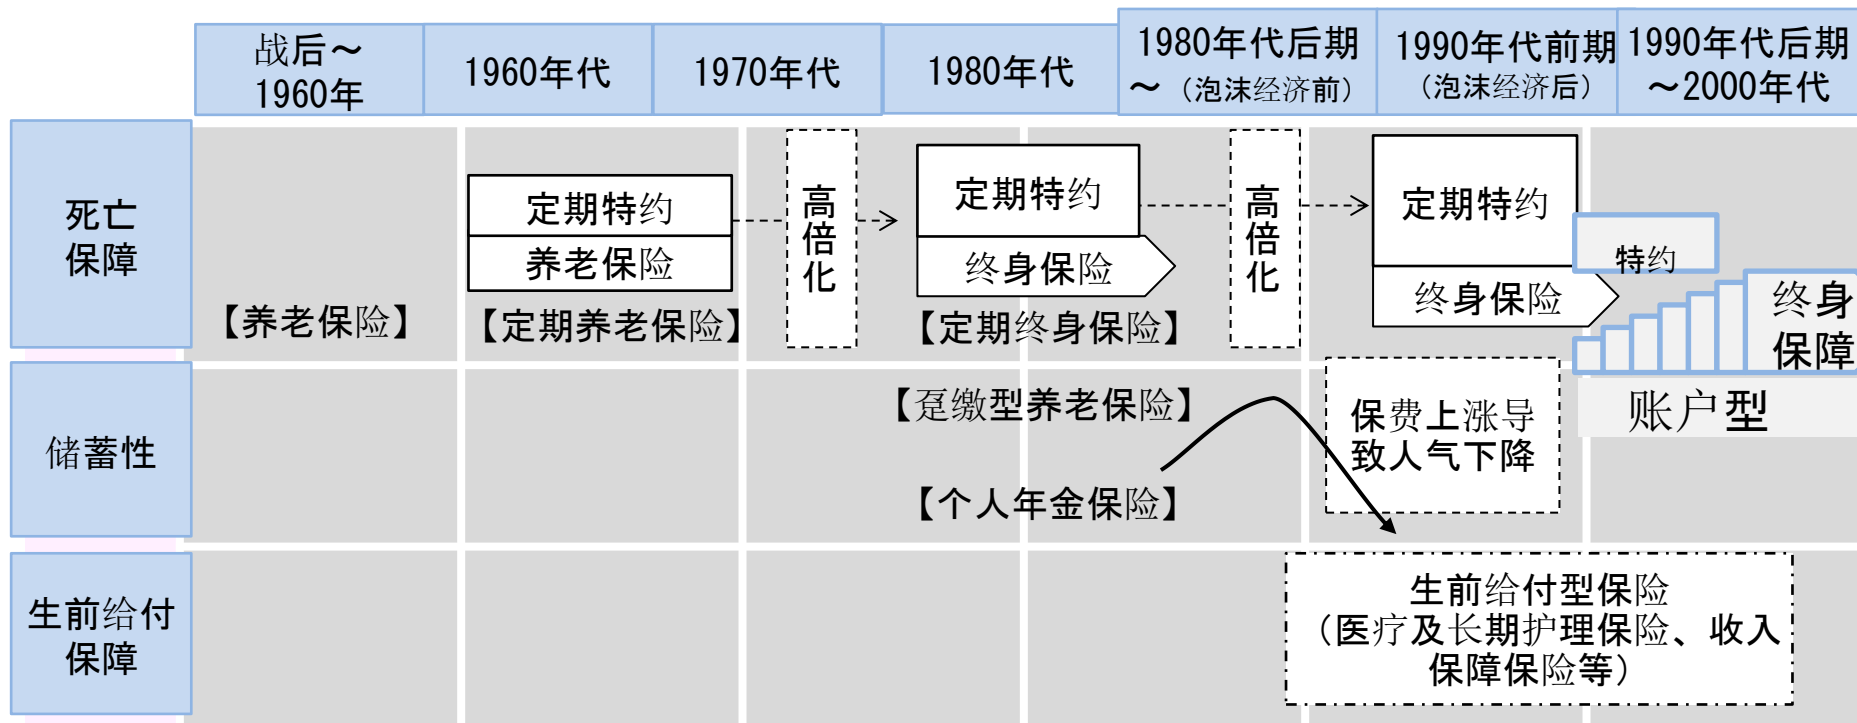 战后～
1960年
1960年代
1970年代
1980年代
1980年代后期
～（泡沫经济前）
1990年代前期
（泡沫经济后）
1990年代后期
～2000年代
死亡
保障
定期特约
养老保险
高
倍
化
定期特约
终身保险
高
倍
化
定期特约
终身保险
特约
终身
保障
【养老保险】
【定期养老保险】
【定期终身保险】
储蓄性
【趸缴型养老保险】
【个人年金保险】
保费上涨导
致人气下降
账户型
生前给付
保障
生前给付型保险
（医疗及长期护理保险、收入
保障保险等）